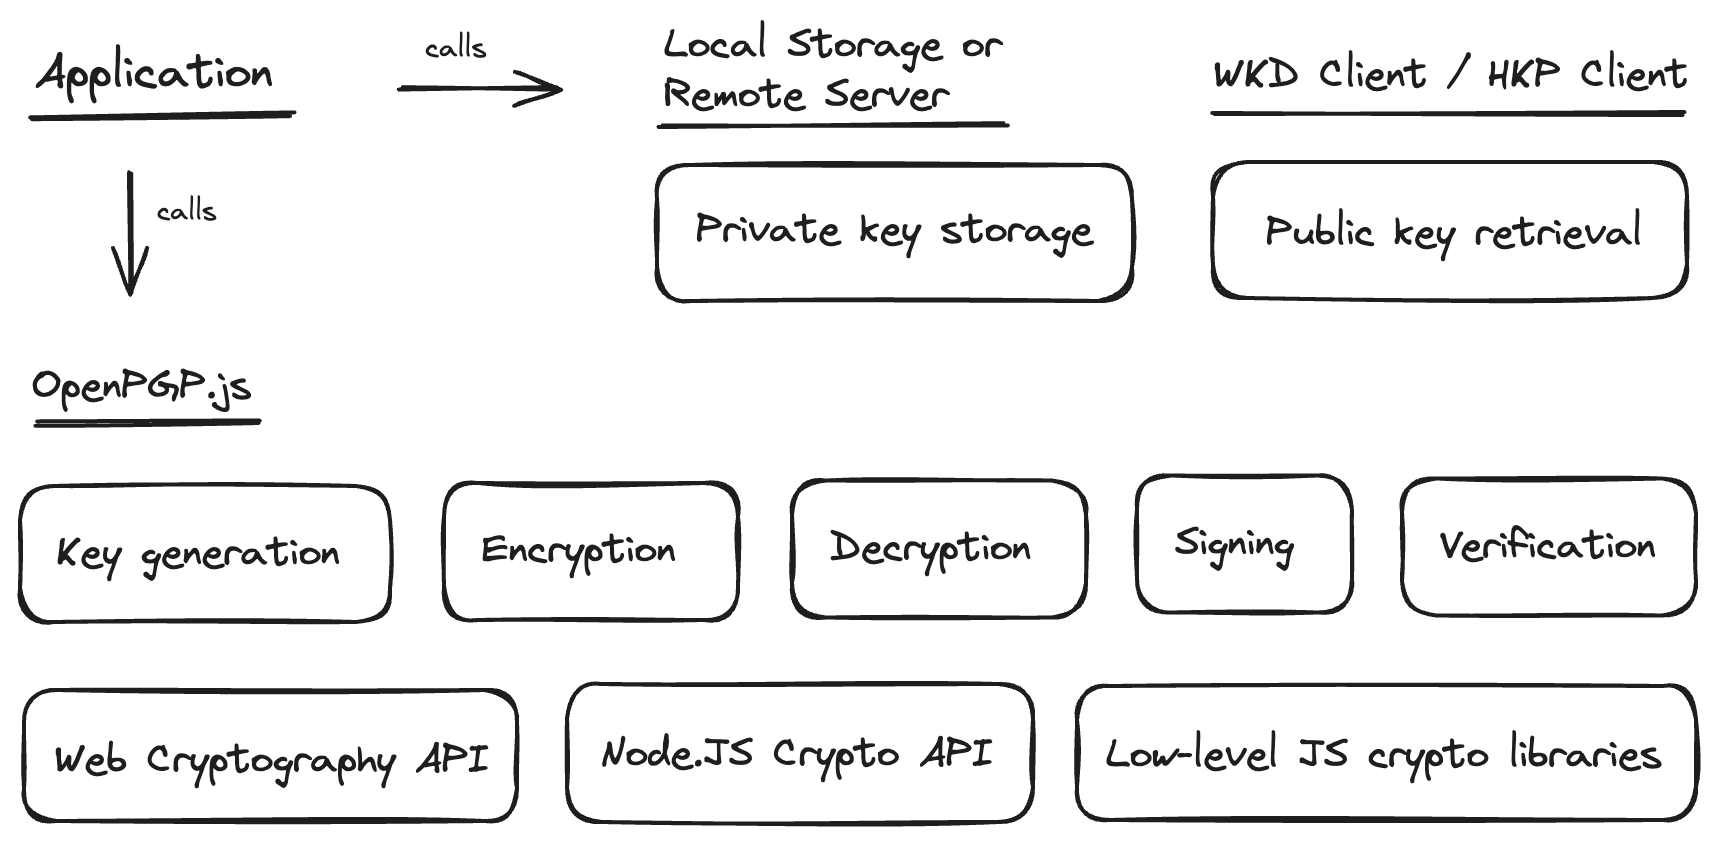 Application
calls
Local Storage or
Remote Server
WKD Client / HKP Client
calls
Private key storage
Public key retrieval
OpenPGP.js
Key generation
Encryption
Decryption
Signing
Verification
Web Cryptography API
Node.JS Crypto API
Low-level JS crypto libraries